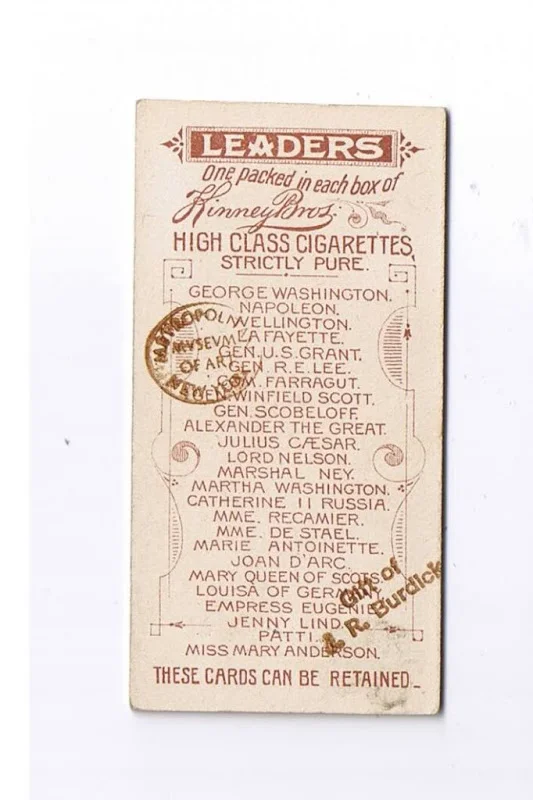 LEADERS
One packed in each box of
Kinney Bros.
HIGH CLASS CIGARETTES,
STRICTLY PURE.
GEORGE WASHINGTON.
NAPOLEON.
WELLINGTON.
LA FAYETTE.
GEN. U.S. GRANT.
GEN. R.E. LEE.
COM. FARRAGUT.
GEN. WINFIELD SCOTT.
GEN. SCOBELOFF.
ALEXANDER THE GREAT.
JULIUS CÆSAR.
LORD NELSON.
MARSHAL NEY.
MARTHA WASHINGTON.
CATHERINE II RUSSIA.
MME. RECAMIER.
MME. DE STAEL.
MARIE ANTOINETTE.
JOAN D'ARC.
MARY QUEEN OF SCOTS.
LOUISA OF GERMANY
EMPRESS EUGENIE
JENNY LIND.
PATTI.
MISS MARY ANDERSON.
THESE CARDS CAN BE RETAINED_
METROPOLITAN
MVSEVM
OF ART
NEW YORK
Gift of
R. Burdick